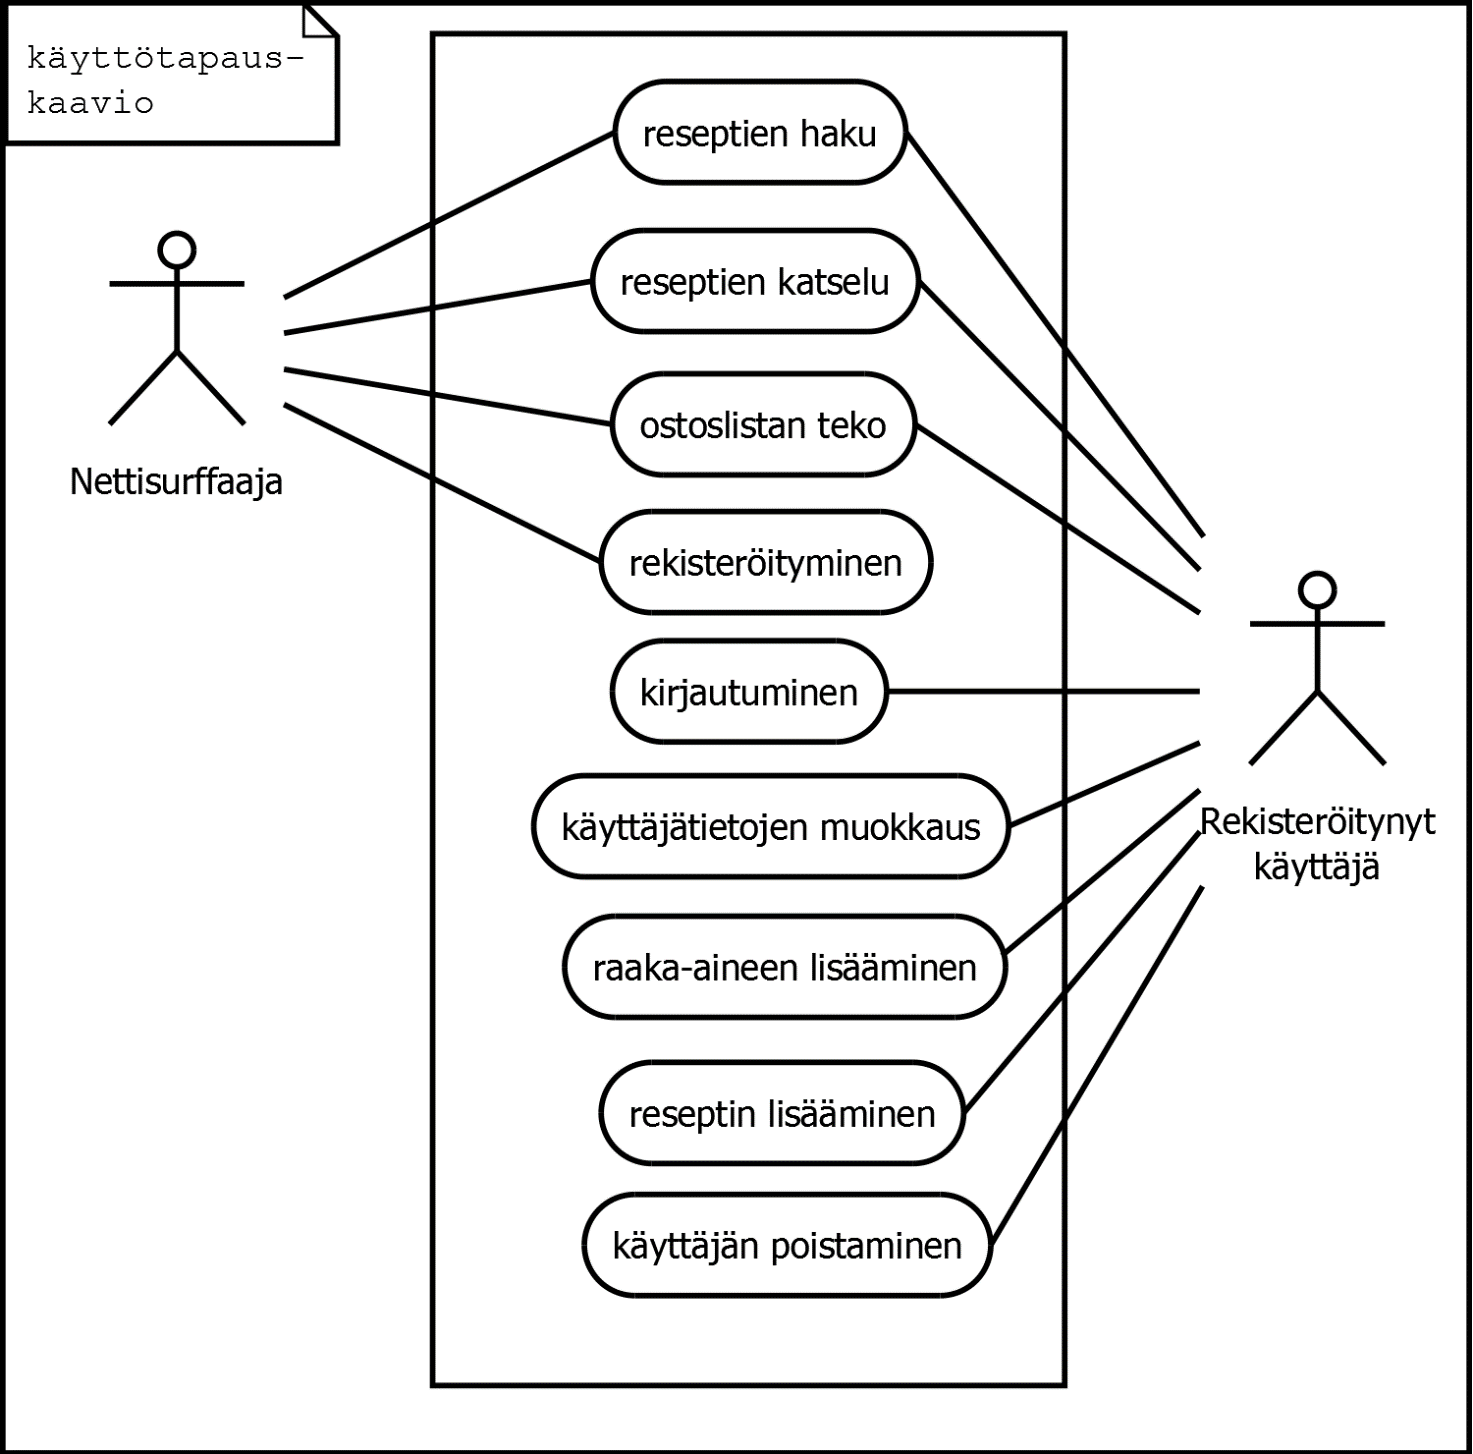 käyttötapaus-
kaavio
reseptien haku
reseptien katselu
ostoslistan teko
Nettisurffaaja
rekisteröityminen
kirjautuminen
käyttäjätietojen muokkaus
Rekisteröitynyt
käyttäjä
raaka-aineen lisääminen
reseptin lisääminen
käyttäjän poistaminen